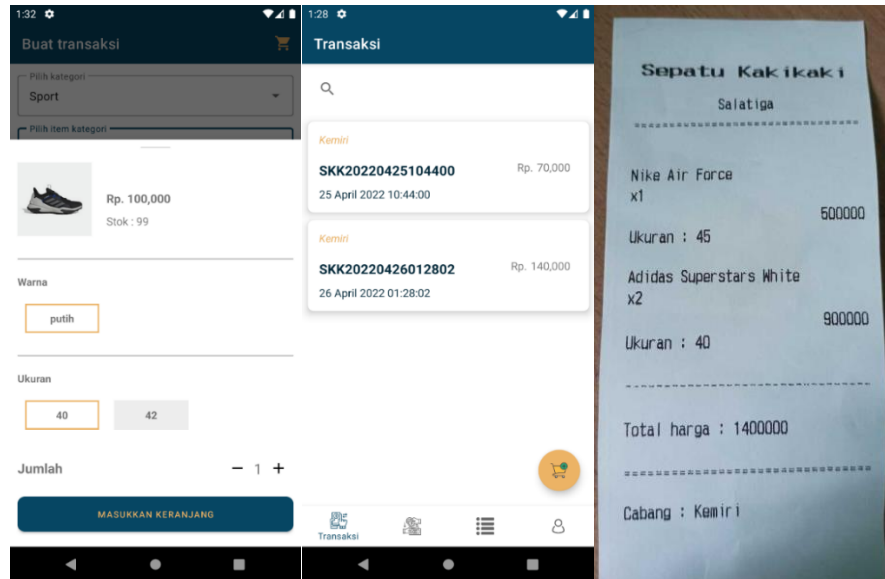 1:32
Buat transaksi
Pilih kategori
Sport
Pilih item kategori
Rp. 100,000
Stok : 99
Warna
putih
Ukuran
40 42
Jumlah
− 1 +
MASUKKAN KERANJANG
1:28
Transaksi
Kemiri
SKK20220425104400 Rp. 70,000
25 April 2022 10:44:00
Kemiri
SKK20220426012802 Rp. 140,000
26 April 2022 01:28:02
Transaksi
Sepatu Kakikaki
Salatiga
================================
Nike Air Force
x1
500000
Ukuran : 45
Adidas Superstars White
x2
900000
Ukuran : 40
--------------------------------
Total harga : 1400000
================================
Cabang : Kemiri